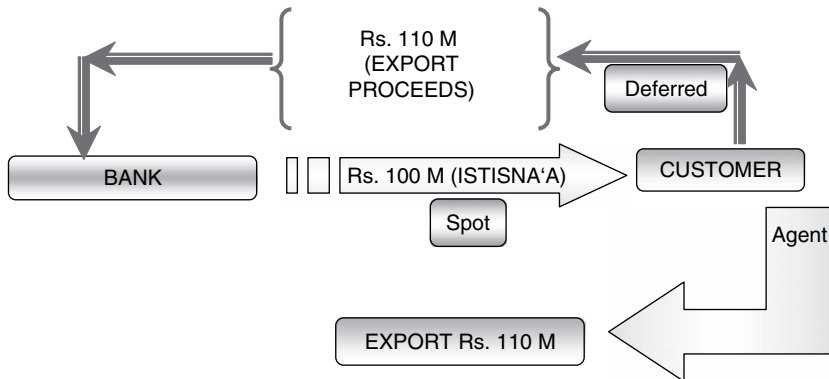 Rs. 110 M
(EXPORT
PROCEEDS)
Deferred
BANK
Rs. 100 M (ISTISNA‘A)
CUSTOMER
Spot
Agent
EXPORT Rs. 110 M